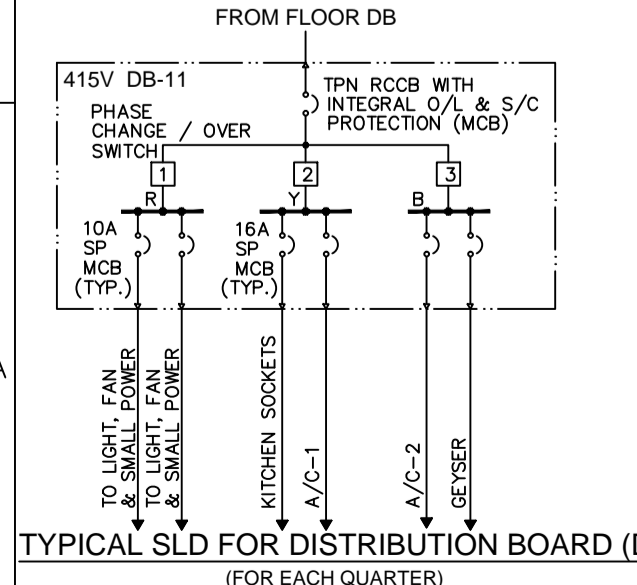 FROM FLOOR DB
415V DB-11
TPN RCCB WITH
INTEGRAL O/L & S/C
PROTECTION (MCB)
PHASE
CHANGE / OVER
SWITCH
1
2
3
R
Y
B
10A
SP
MCB
(TYP.)
16A
SP
MCB
(TYP.)
TO LIGHT, FAN
& SMALL POWER
TO LIGHT, FAN
& SMALL POWER
KITCHEN SOCKETS
A/C-1
A/C-2
GEYSER
TYPICAL SLD FOR DISTRIBUTION BOARD (D
(FOR EACH QUARTER)